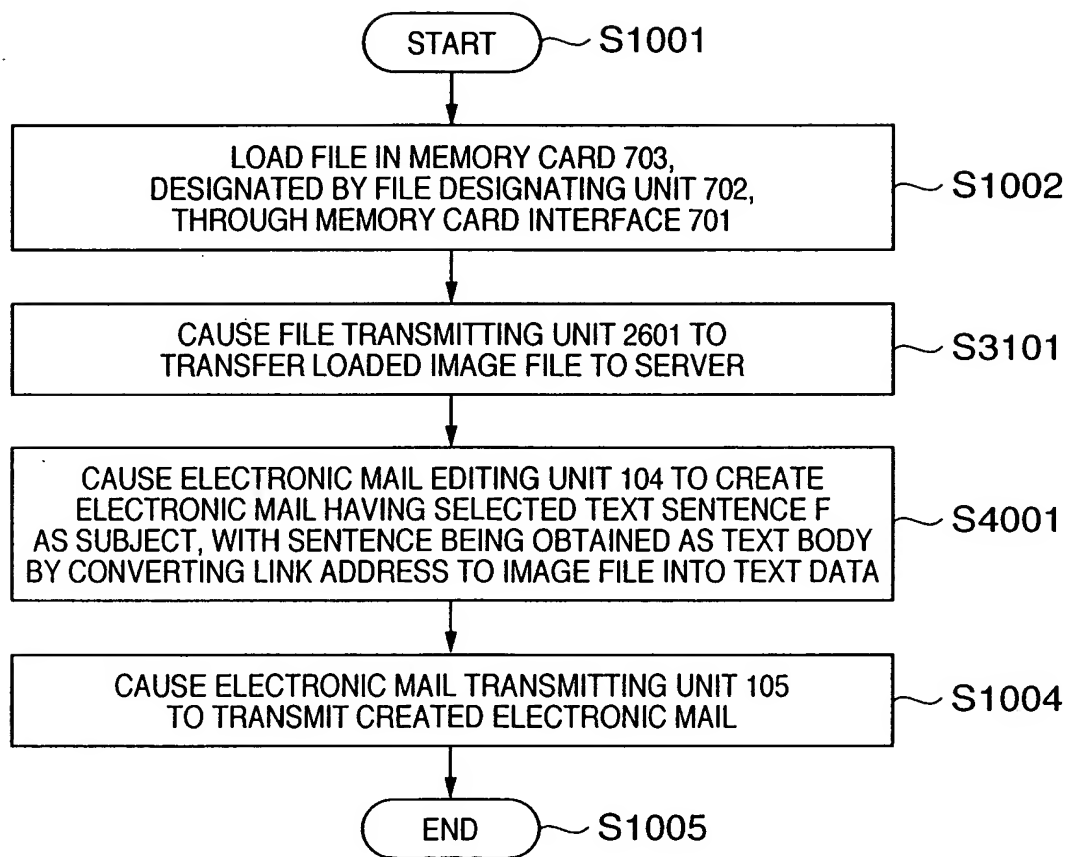 START
S1001
LOAD FILE IN MEMORY CARD 703,
DESIGNATED BY FILE DESIGNATING UNIT 702,
THROUGH MEMORY CARD INTERFACE 701
S1002
CAUSE FILE TRANSMITTING UNIT 2601 TO
TRANSFER LOADED IMAGE FILE TO SERVER
S3101
CAUSE ELECTRONIC MAIL EDITING UNIT 104 TO CREATE
ELECTRONIC MAIL HAVING SELECTED TEXT SENTENCE F
AS SUBJECT, WITH SENTENCE BEING OBTAINED AS TEXT BODY
BY CONVERTING LINK ADDRESS TO IMAGE FILE INTO TEXT DATA
S4001
CAUSE ELECTRONIC MAIL TRANSMITTING UNIT 105
TO TRANSMIT CREATED ELECTRONIC MAIL
S1004
END
S1005